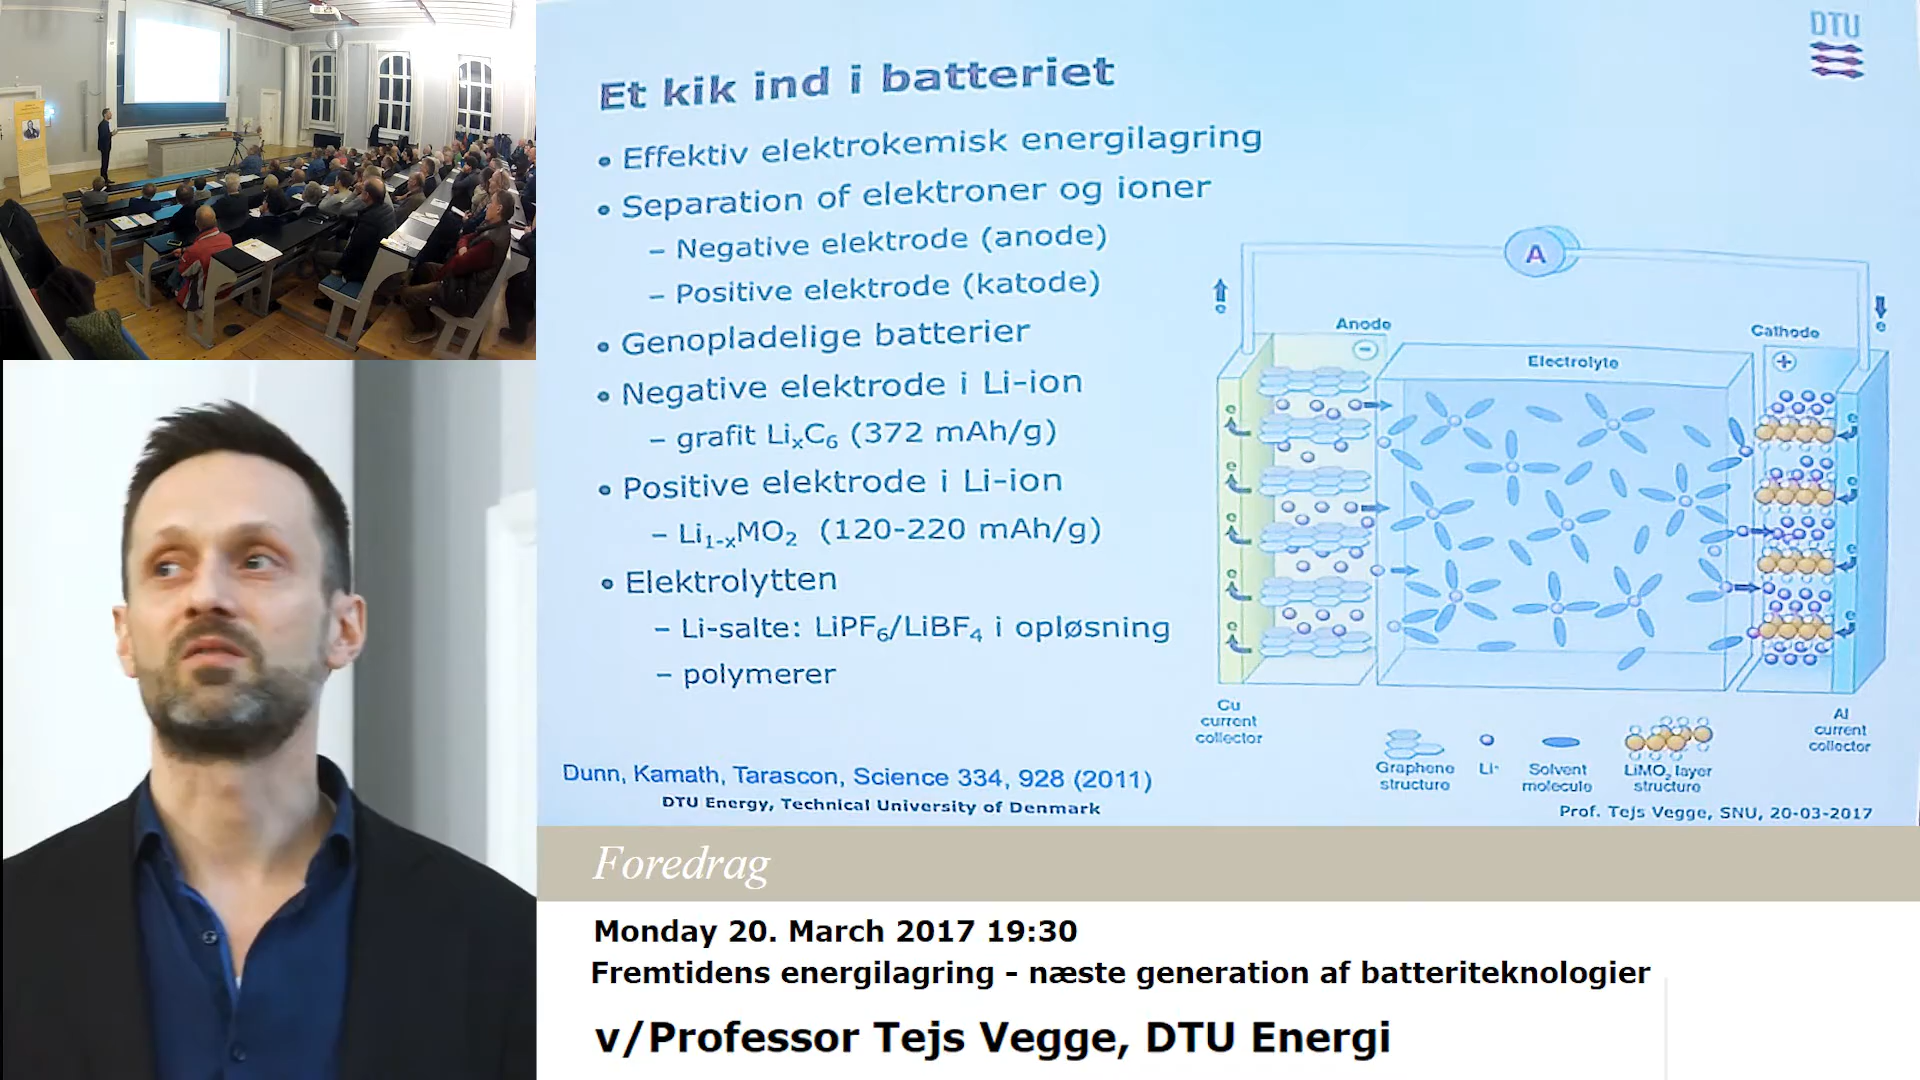 DTU
Et kik ind i batteriet
• Effektiv elektrokemisk energilagring
• Separation of elektroner og ioner
– Negative elektrode (anode)
– Positive elektrode (katode)
• Genopladelige batterier
• Negative elektrode i Li-ion
– grafit LixC6 (372 mAh/g)
• Positive elektrode i Li-ion
– Li1-xMO2 (120-220 mAh/g)
• Elektrolytten
– Li-salte: LiPF6/LiBF4 i opløsning
– polymerer
A
e
e
Anode
Cathode
−
+
Electrolyte
e
e
e
e
e
e
e
e
e
Cu
current
collector
Al
current
collector
Graphene
structure
Li+
Solvent
molecule
LiMO2 layer
structure
Dunn, Kamath, Tarascon, Science 334, 928 (2011)
DTU Energy, Technical University of Denmark
Prof. Tejs Vegge, SNU, 20-03-2017
Foredrag
Monday 20. March 2017 19:30
Fremtidens energilagring - næste generation af batteriteknologier
v/Professor Tejs Vegge, DTU Energi